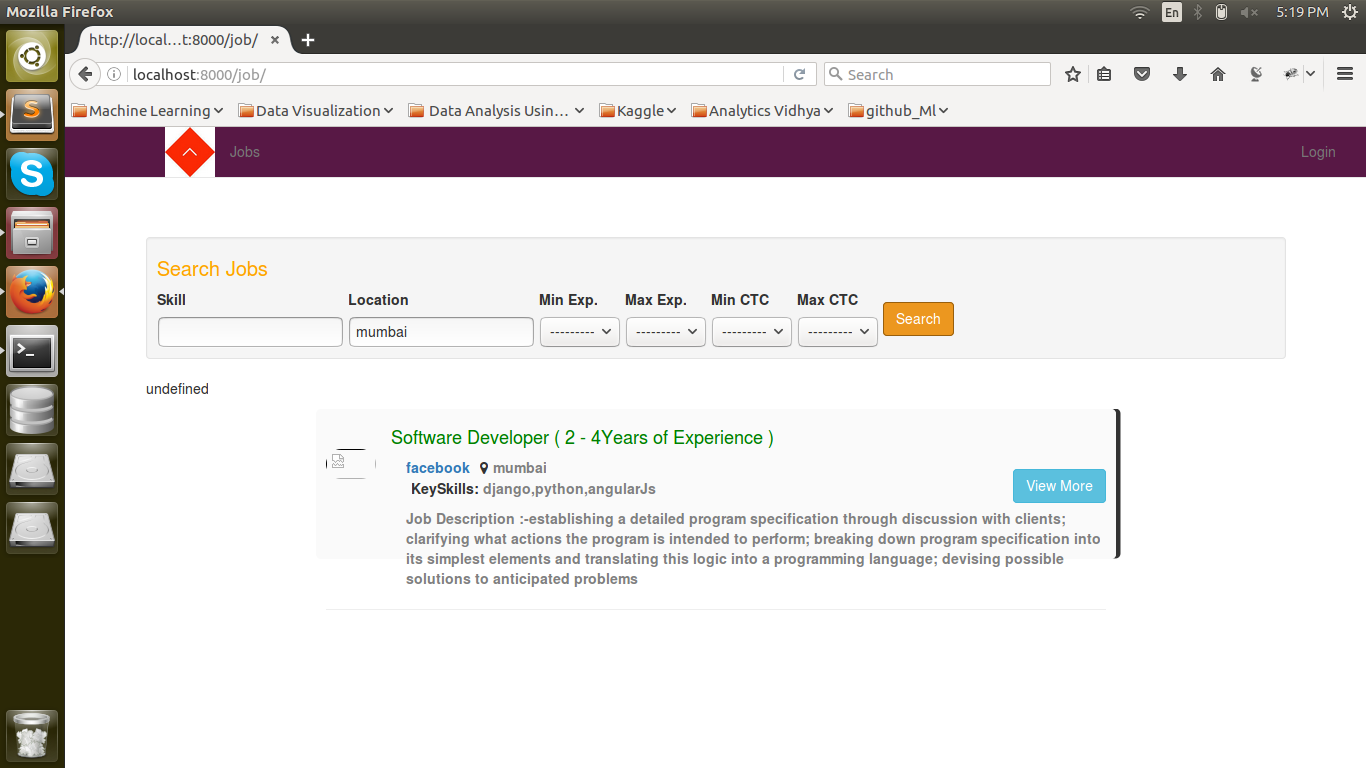 Mozilla Firefox
En
5:19 PM
http://local...t:8000/job/
localhost:8000/job/
Search
Machine Learning
Data Visualization
Data Analysis Usin...
Kaggle
Analytics Vidhya
github_Ml
Jobs
Login
Search Jobs
Skill
Location
Min Exp.
Max Exp.
Min CTC
Max CTC
mumbai
---------
---------
---------
---------
Search
undefined
Software Developer ( 2 - 4Years of Experience )
facebook mumbai
KeySkills: django,python,angularJs
View More
Job Description :-establishing a detailed program specification through discussion with clients;
clarifying what actions the program is intended to perform; breaking down program specification into
its simplest elements and translating this logic into a programming language; devising possible
solutions to anticipated problems